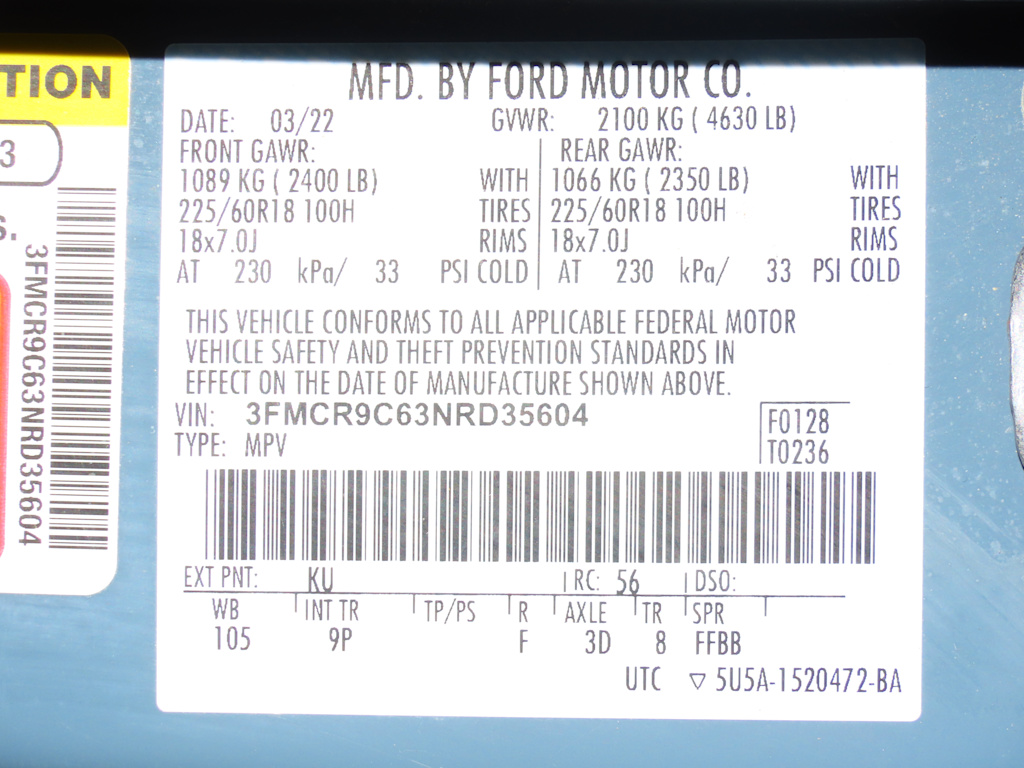 TION
3
3FMCR9C63NRD35604
MFD. BY FORD MOTOR CO.
DATE: 03/22 GVWR: 2100 KG ( 4630 LB)
FRONT GAWR: REAR GAWR:
1089 KG ( 2400 LB) WITH 1066 KG ( 2350 LB) WITH
225/60R18 100H TIRES 225/60R18 100H TIRES
18x7.0J RIMS 18x7.0J RIMS
AT 230 kPa/ 33 PSI COLD AT 230 kPa/ 33 PSI COLD
THIS VEHICLE CONFORMS TO ALL APPLICABLE FEDERAL MOTOR
VEHICLE SAFETY AND THEFT PREVENTION STANDARDS IN
EFFECT ON THE DATE OF MANUFACTURE SHOWN ABOVE.
VIN: 3FMCR9C63NRD35604 F0128
TYPE: MPV T0236
EXT PNT: KU RC: 56 DSO:
WB INT TR TP/PS R AXLE TR SPR
105 9P F 3D 8 FFBB
UTC ▽ 5U5A-1520472-BA